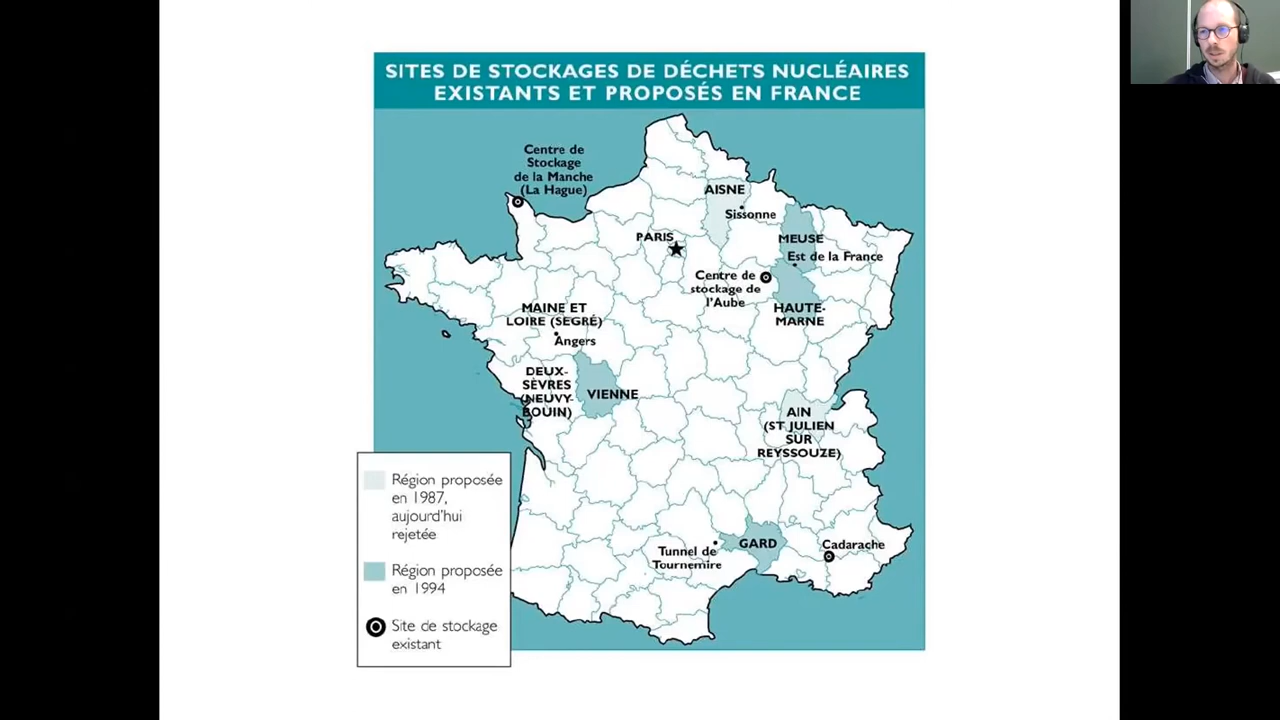 SITES DE STOCKAGES DE DÉCHETS NUCLÉAIRES
EXISTANTS ET PROPOSÉS EN FRANCE
Centre de
Stockage
de la Manche
(La Hague)
AISNE
Sissonne
PARIS
MEUSE
Est de la France
Centre de
stockage de
l'Aube
HAUTE-
MARNE
MAINE ET
LOIRE (SEGRÉ)
Angers
DEUX-
SÈVRES
(NEUVY-
BOUIN)
VIENNE
AIN
(ST JULIEN
SUR
REYSSOUZE)
Tunnel de
Tournemire
GARD
Cadarache
Région proposée
en 1987,
aujourd'hui
rejetée
Région proposée
en 1994
Site de stockage
existant